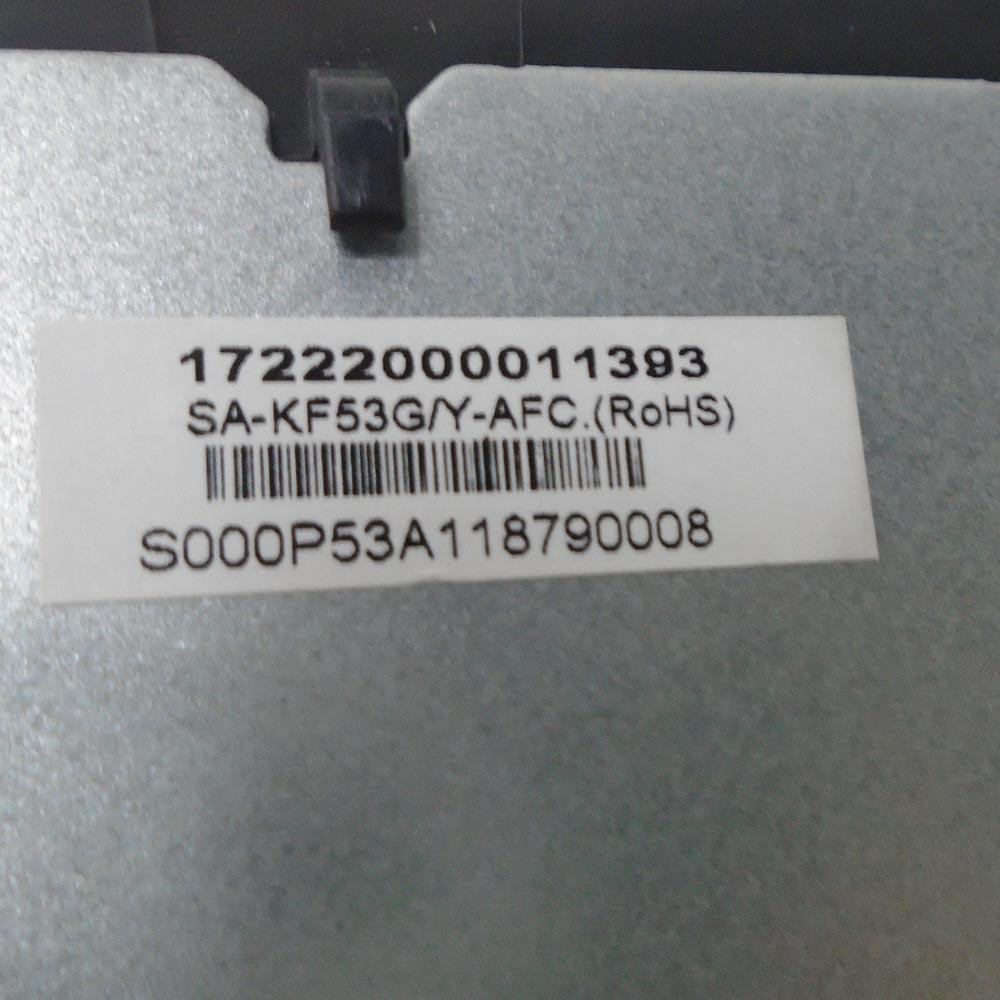 17222000011393
SA-KF53G/Y-AFC.(RoHS)
S000P53A118790008